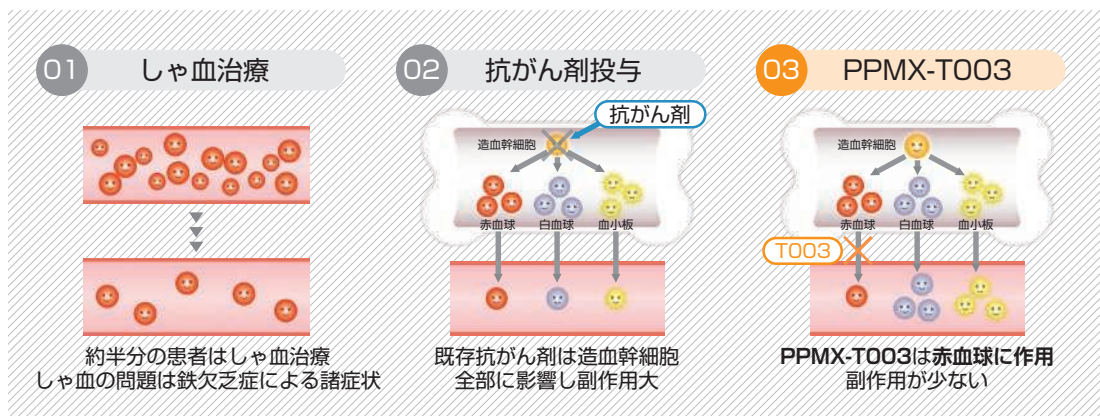 01 しゃ血治療
約半分の患者はしゃ血治療
しゃ血の問題は鉄欠乏症による諸症状
02 抗がん剤投与
抗がん剤
造血幹細胞
赤血球 白血球 血小板
既存抗がん剤は造血幹細胞
全部に影響し副作用大
03 PPMX-T003
造血幹細胞
赤血球 白血球 血小板
T003
PPMX-T003は赤血球に作用
副作用が少ない